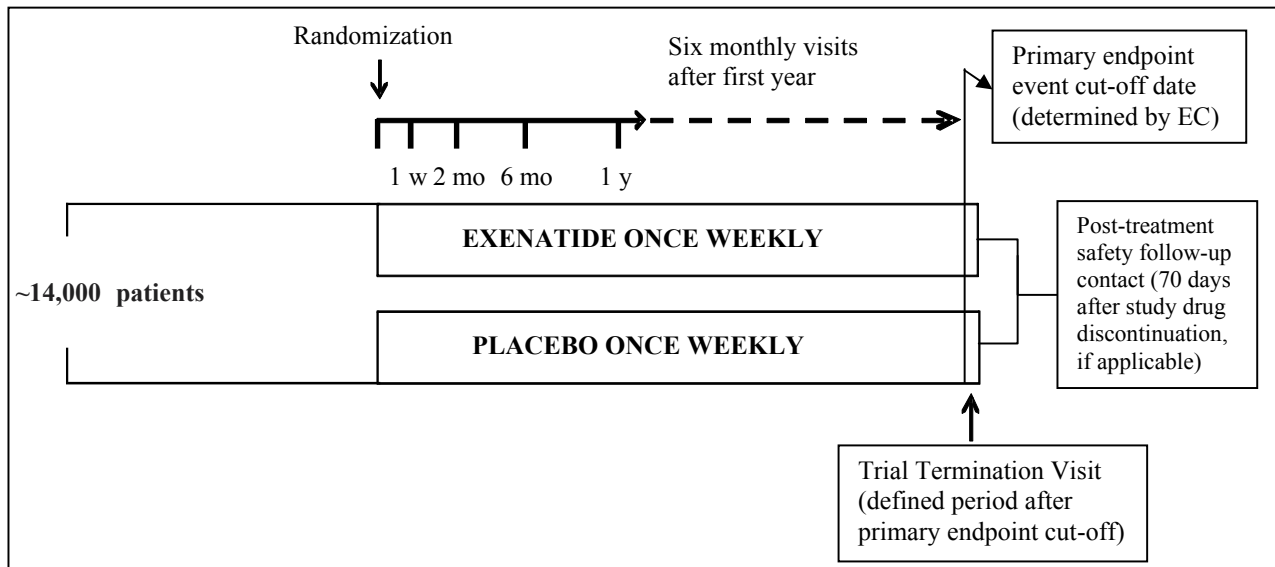 Randomization
Six monthly visits
after first year
Primary endpoint
event cut-off date
(determined by EC)
1 w 2 mo 6 mo 1 y
EXENATIDE ONCE WEEKLY
~14,000 patients
PLACEBO ONCE WEEKLY
Post-treatment
safety follow-up
contact (70 days
after study drug
discontinuation,
if applicable)
Trial Termination Visit
(defined period after
primary endpoint cut-off)